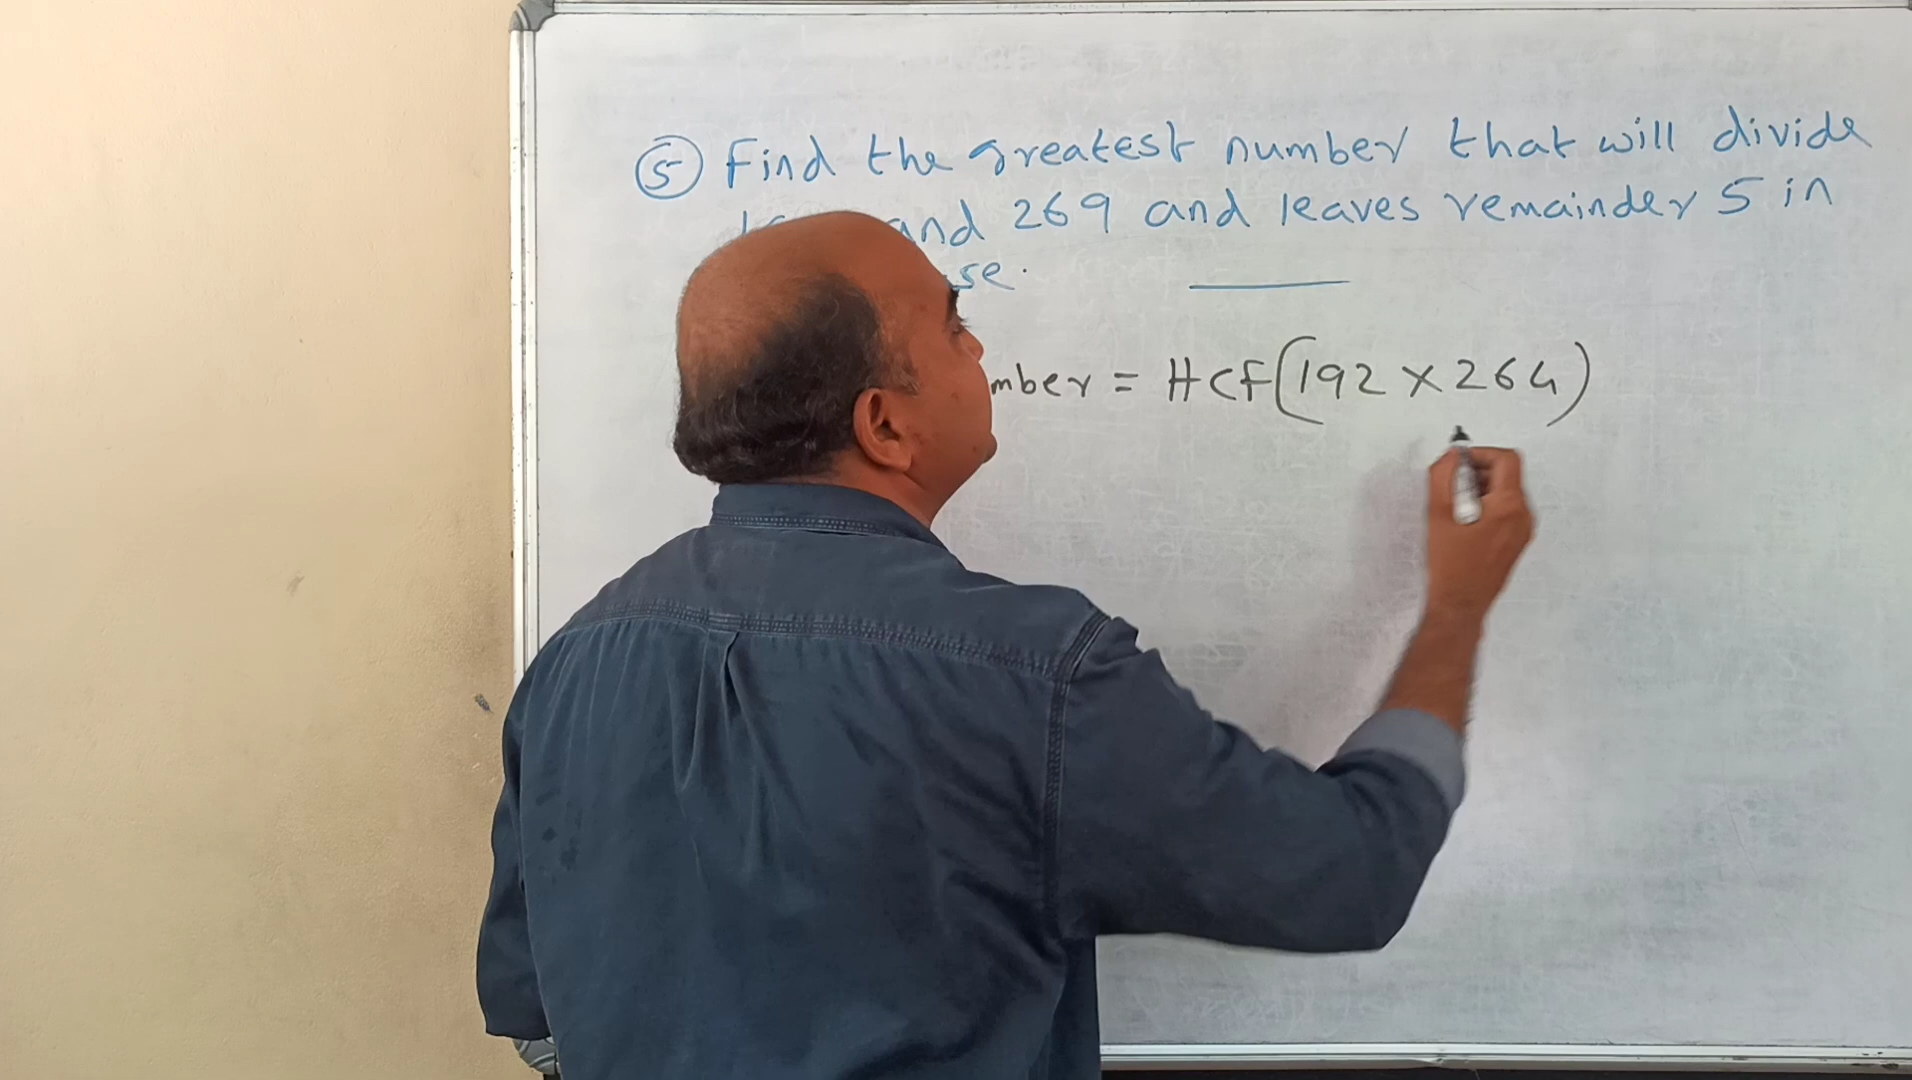 ⑤ Find the greatest number that will divide
and 269 and leaves remainder 5 in
se.
mber = HCF(192 × 264)